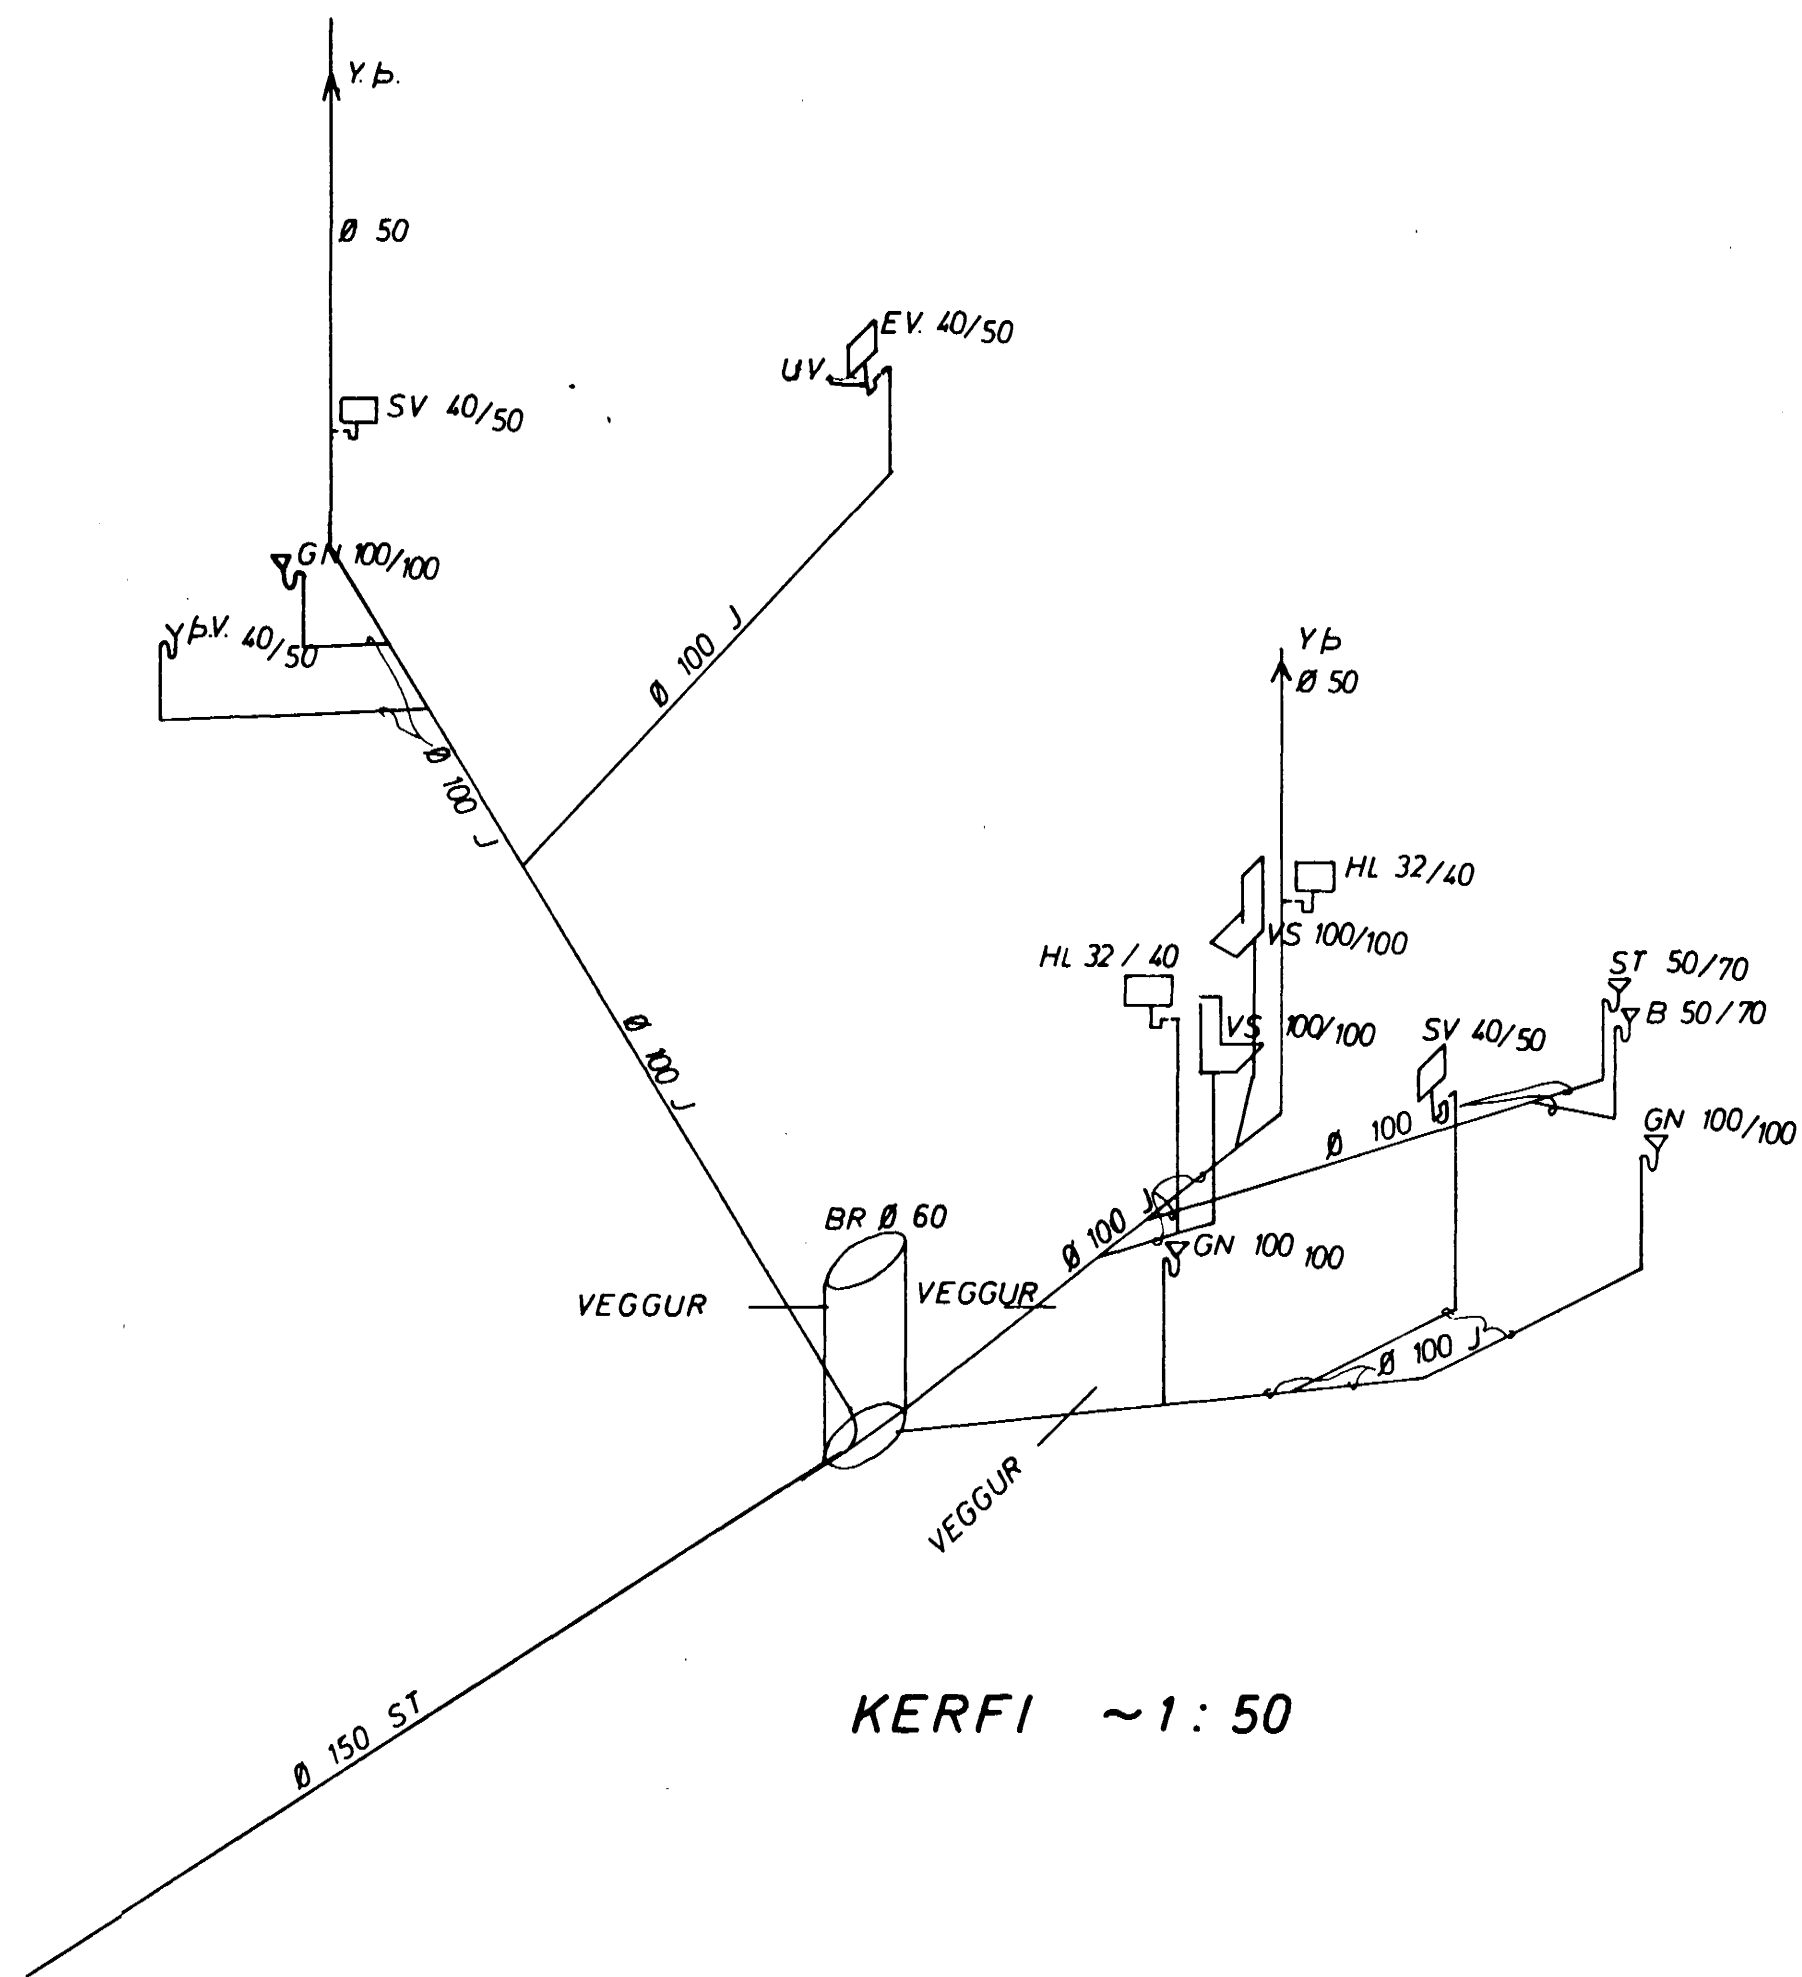 Y.Þ.
Ø 50
EV. 40/50
UV
SV 40/50
GN 100/100
YÞ.V. 40/50
Ø 100 J
Ø 100 J
YÞ
Ø 50
HL 32/40
VS 100/100
HL 32/40
VS 100/100
ST 50/70
B 50/70
SV 40/50
GN 100/100
Ø 100 J
Ø 100 J
Ø 100 J
BR Ø 60
GN 100 100
VEGGUR
VEGGUR
Ø 100 J
VEGGUR
Ø 150 ST
KERFI ~1:50